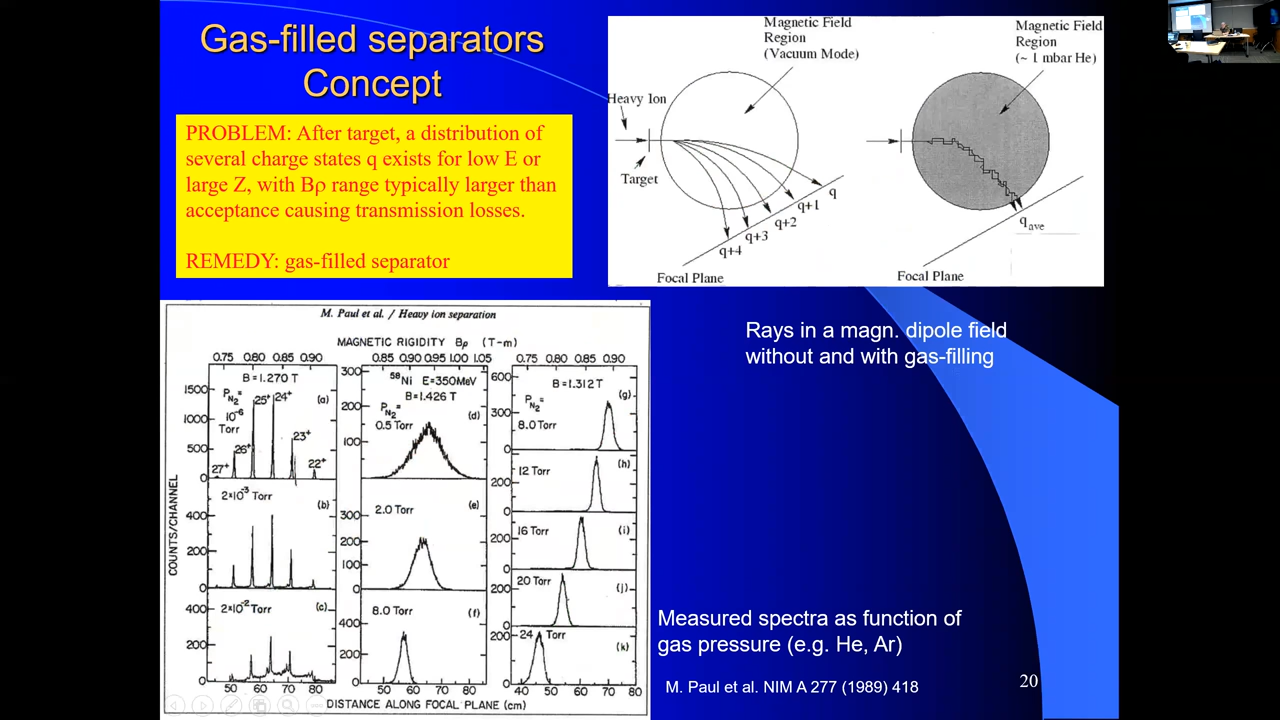 Gas-filled separators
Concept
PROBLEM: After target, a distribution of
several charge states q exists for low E or
large Z, with Bρ range typically larger than
acceptance causing transmission losses.
REMEDY: gas-filled separator
Magnetic Field
Region
(Vacuum Mode)
Heavy Ion
Target
q
q+1
q+2
q+3
q+4
Focal Plane
Magnetic Field
Region
(~ 1 mbar He)
q ave
Focal Plane
Rays in a magn. dipole field
without and with gas-filling
M. Paul et al. / Heavy ion separation
MAGNETIC RIGIDITY Bρ (T-m)
0.75 0.80 0.85 0.90
0.85 0.90 0.95 1.00 1.05
0.75 0.80 0.85 0.90
B = 1.270 T
P N2 =
10⁻⁶
Torr
(a)
27⁺
26⁺
25⁺
24⁺
23⁺
22⁺
1500
1000
500
0
2×10⁻³ Torr
(b)
400
200
0
2×10⁻² Torr
(c)
400
200
0
50 60 70 80
⁵⁸Ni E=350MeV
B = 1.426 T
P N2 =
0.5 Torr
(d)
300
200
100
2.0 Torr
(e)
300
200
100
0
8.0 Torr
(f)
400
200
0
50 60 70 80
B = 1.312 T
P N2 =
8.0 Torr
(g)
600
300
0
12 Torr
(h)
200
0
16 Torr
(i)
200
0
20 Torr
(j)
200
0
24 Torr
(k)
200
0
40 50 60 70 80
COUNTS/CHANNEL
DISTANCE ALONG FOCAL PLANE (cm)
Measured spectra as function of
gas pressure (e.g. He, Ar)
M. Paul et al. NIM A 277 (1989) 418
20